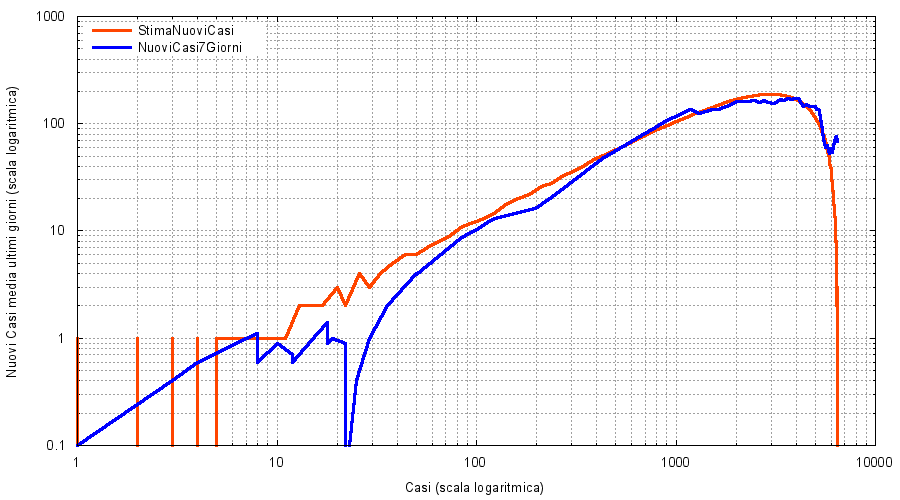 1000
StimaNuoviCasi
NuoviCasi7Giorni
100
10
1
0.1
Nuovi Casi media ultimi giorni (scala logaritmica)
1 10 100 1000 10000
Casi (scala logaritmica)